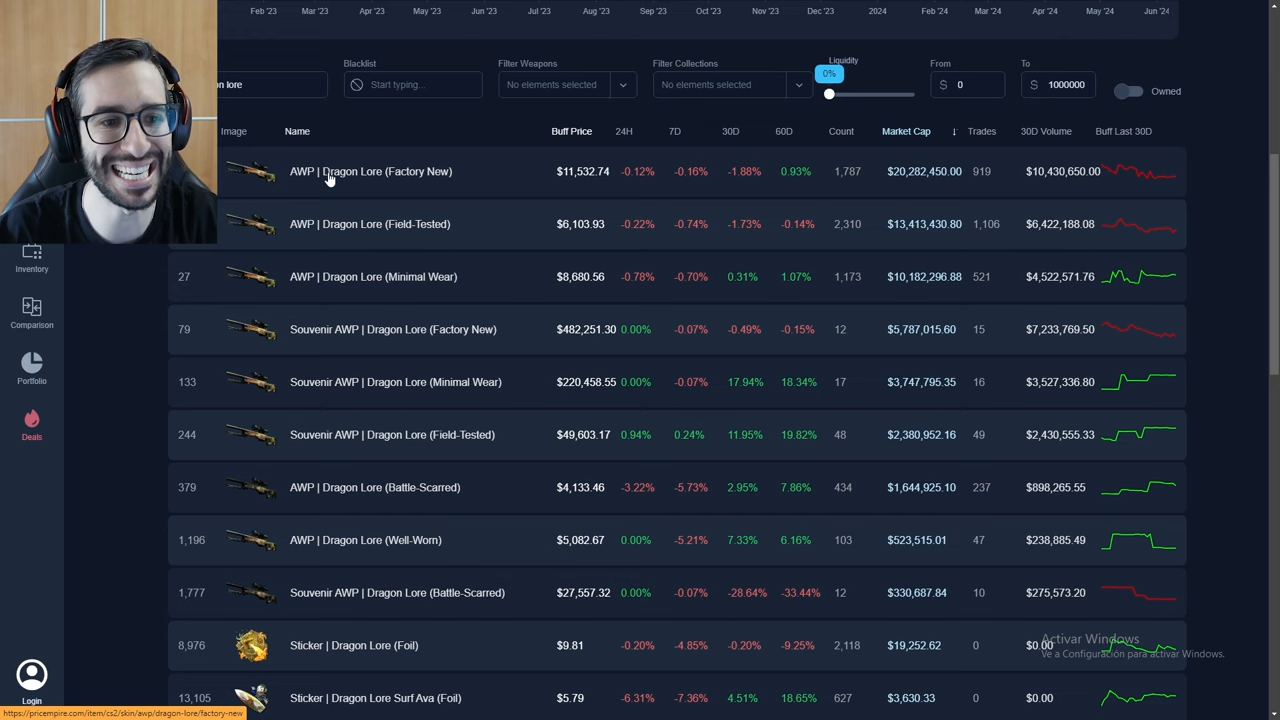 Feb '23 Mar '23 Apr '23 May '23 Jun '23 Jul '23 Aug '23 Sep '23 Oct '23 Nov '23 Dec '23 2024 Feb '24 Mar '24 Apr '24 May '24 Jun '24
Blacklist Filter Weapons Filter Collections Liquidity From To
0%
on lore Start typing... No elements selected No elements selected $ 0 $ 1000000 Owned
Image Name Buff Price 24H 7D 30D 60D Count Market Cap ↓ Trades 30D Volume Buff Last 30D
AWP | Dragon Lore (Factory New) $11,532.74 -0.12% -0.16% -1.88% 0.93% 1,787 $20,282,450.00 919 $10,430,650.00
AWP | Dragon Lore (Field-Tested) $6,103.93 -0.22% -0.74% -1.73% -0.14% 2,310 $13,413,430.80 1,106 $6,422,188.08
27 AWP | Dragon Lore (Minimal Wear) $8,680.56 -0.78% -0.70% 0.31% 1.07% 1,173 $10,182,296.88 521 $4,522,571.76
79 Souvenir AWP | Dragon Lore (Factory New) $482,251.30 0.00% -0.07% -0.49% -0.15% 12 $5,787,015.60 15 $7,233,769.50
133 Souvenir AWP | Dragon Lore (Minimal Wear) $220,458.55 0.00% -0.07% 17.94% 18.34% 17 $3,747,795.35 16 $3,527,336.80
244 Souvenir AWP | Dragon Lore (Field-Tested) $49,603.17 0.94% 0.24% 11.95% 19.82% 48 $2,380,952.16 49 $2,430,555.33
379 AWP | Dragon Lore (Battle-Scarred) $4,133.46 -3.22% -5.73% 2.95% 7.86% 434 $1,644,925.10 237 $898,265.55
1,196 AWP | Dragon Lore (Well-Worn) $5,082.67 0.00% -5.21% 7.33% 6.16% 103 $523,515.01 47 $238,885.49
1,777 Souvenir AWP | Dragon Lore (Battle-Scarred) $27,557.32 0.00% -0.07% -28.64% -33.44% 12 $330,687.84 10 $275,573.20
8,976 Sticker | Dragon Lore (Foil) $9.81 -0.20% -4.85% -0.20% -9.25% 2,118 $19,252.62 0 $0.00
13,105 Sticker | Dragon Lore Surf Ava (Foil) $5.79 -6.31% -7.36% 4.51% 18.65% 627 $3,630.33 0 $0.00
Inventory
Comparison
Portfolio
Deals
Login
Activar Windows
Ve a Configuración para activar Windows.
https://pricempire.com/item/cs2/skin/awp/dragon-lore/factory-new